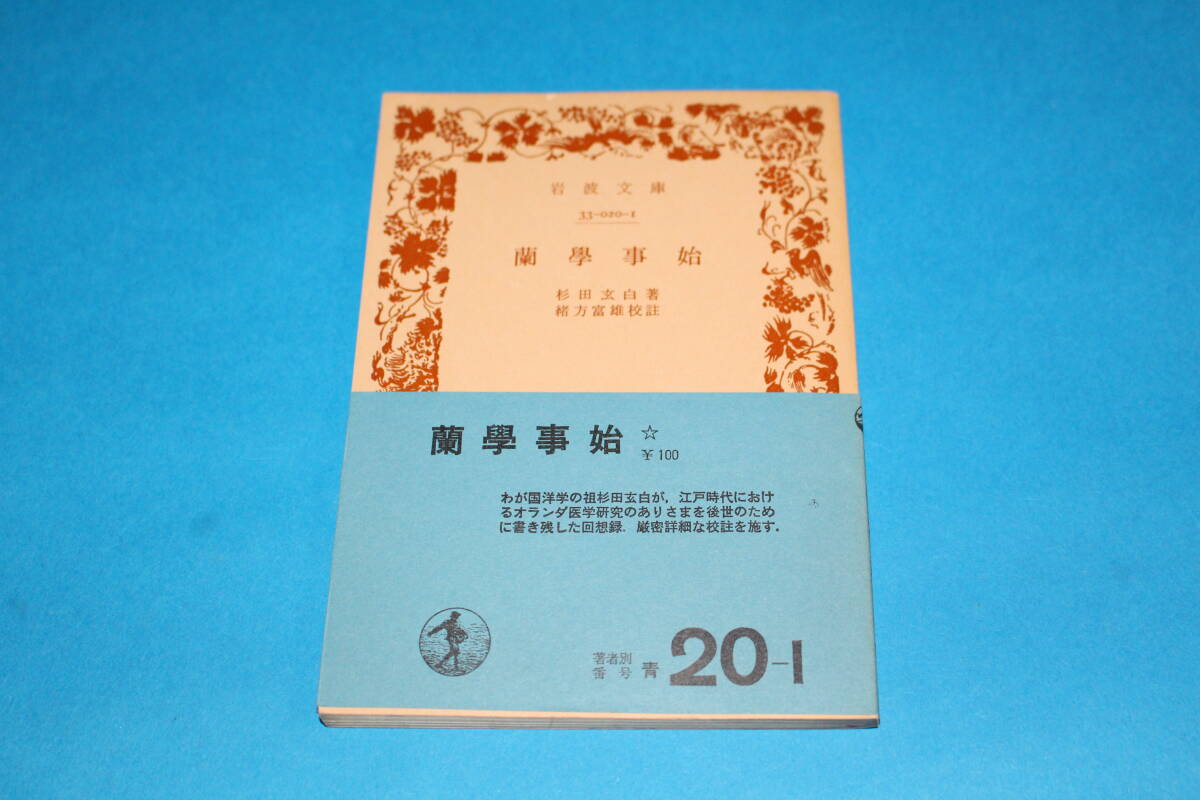 岩波文庫
33-020-1
蘭學事始
杉田玄白著
緒方富雄校註
蘭學事始 ☆
¥100
わが国洋学の祖杉田玄白が，江戸時代におけ
るオランダ医学研究のありさまを後世のため
に書き残した回想録．厳密詳細な校註を施す．
著者別
番号 青 20-1